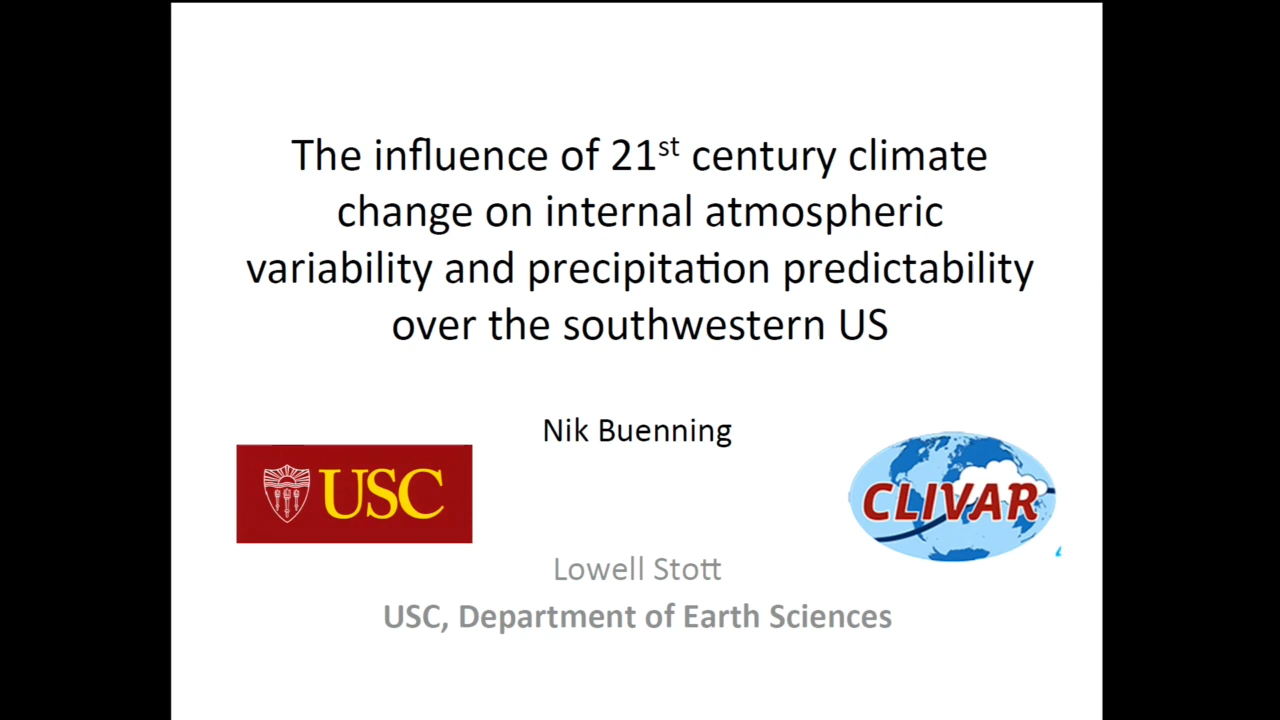 The influence of 21st century climate
change on internal atmospheric
variability and precipitation predictability
over the southwestern US
Nik Buenning
USC
CLIVAR
Lowell Stott
USC, Department of Earth Sciences